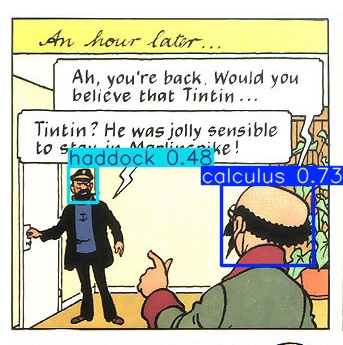 An hour later...
Ah, you're back. Would you
believe that Tintin...
Tintin? He was jolly sensible
to stay in Marlinspike!
haddock 0.48
calculus 0.73